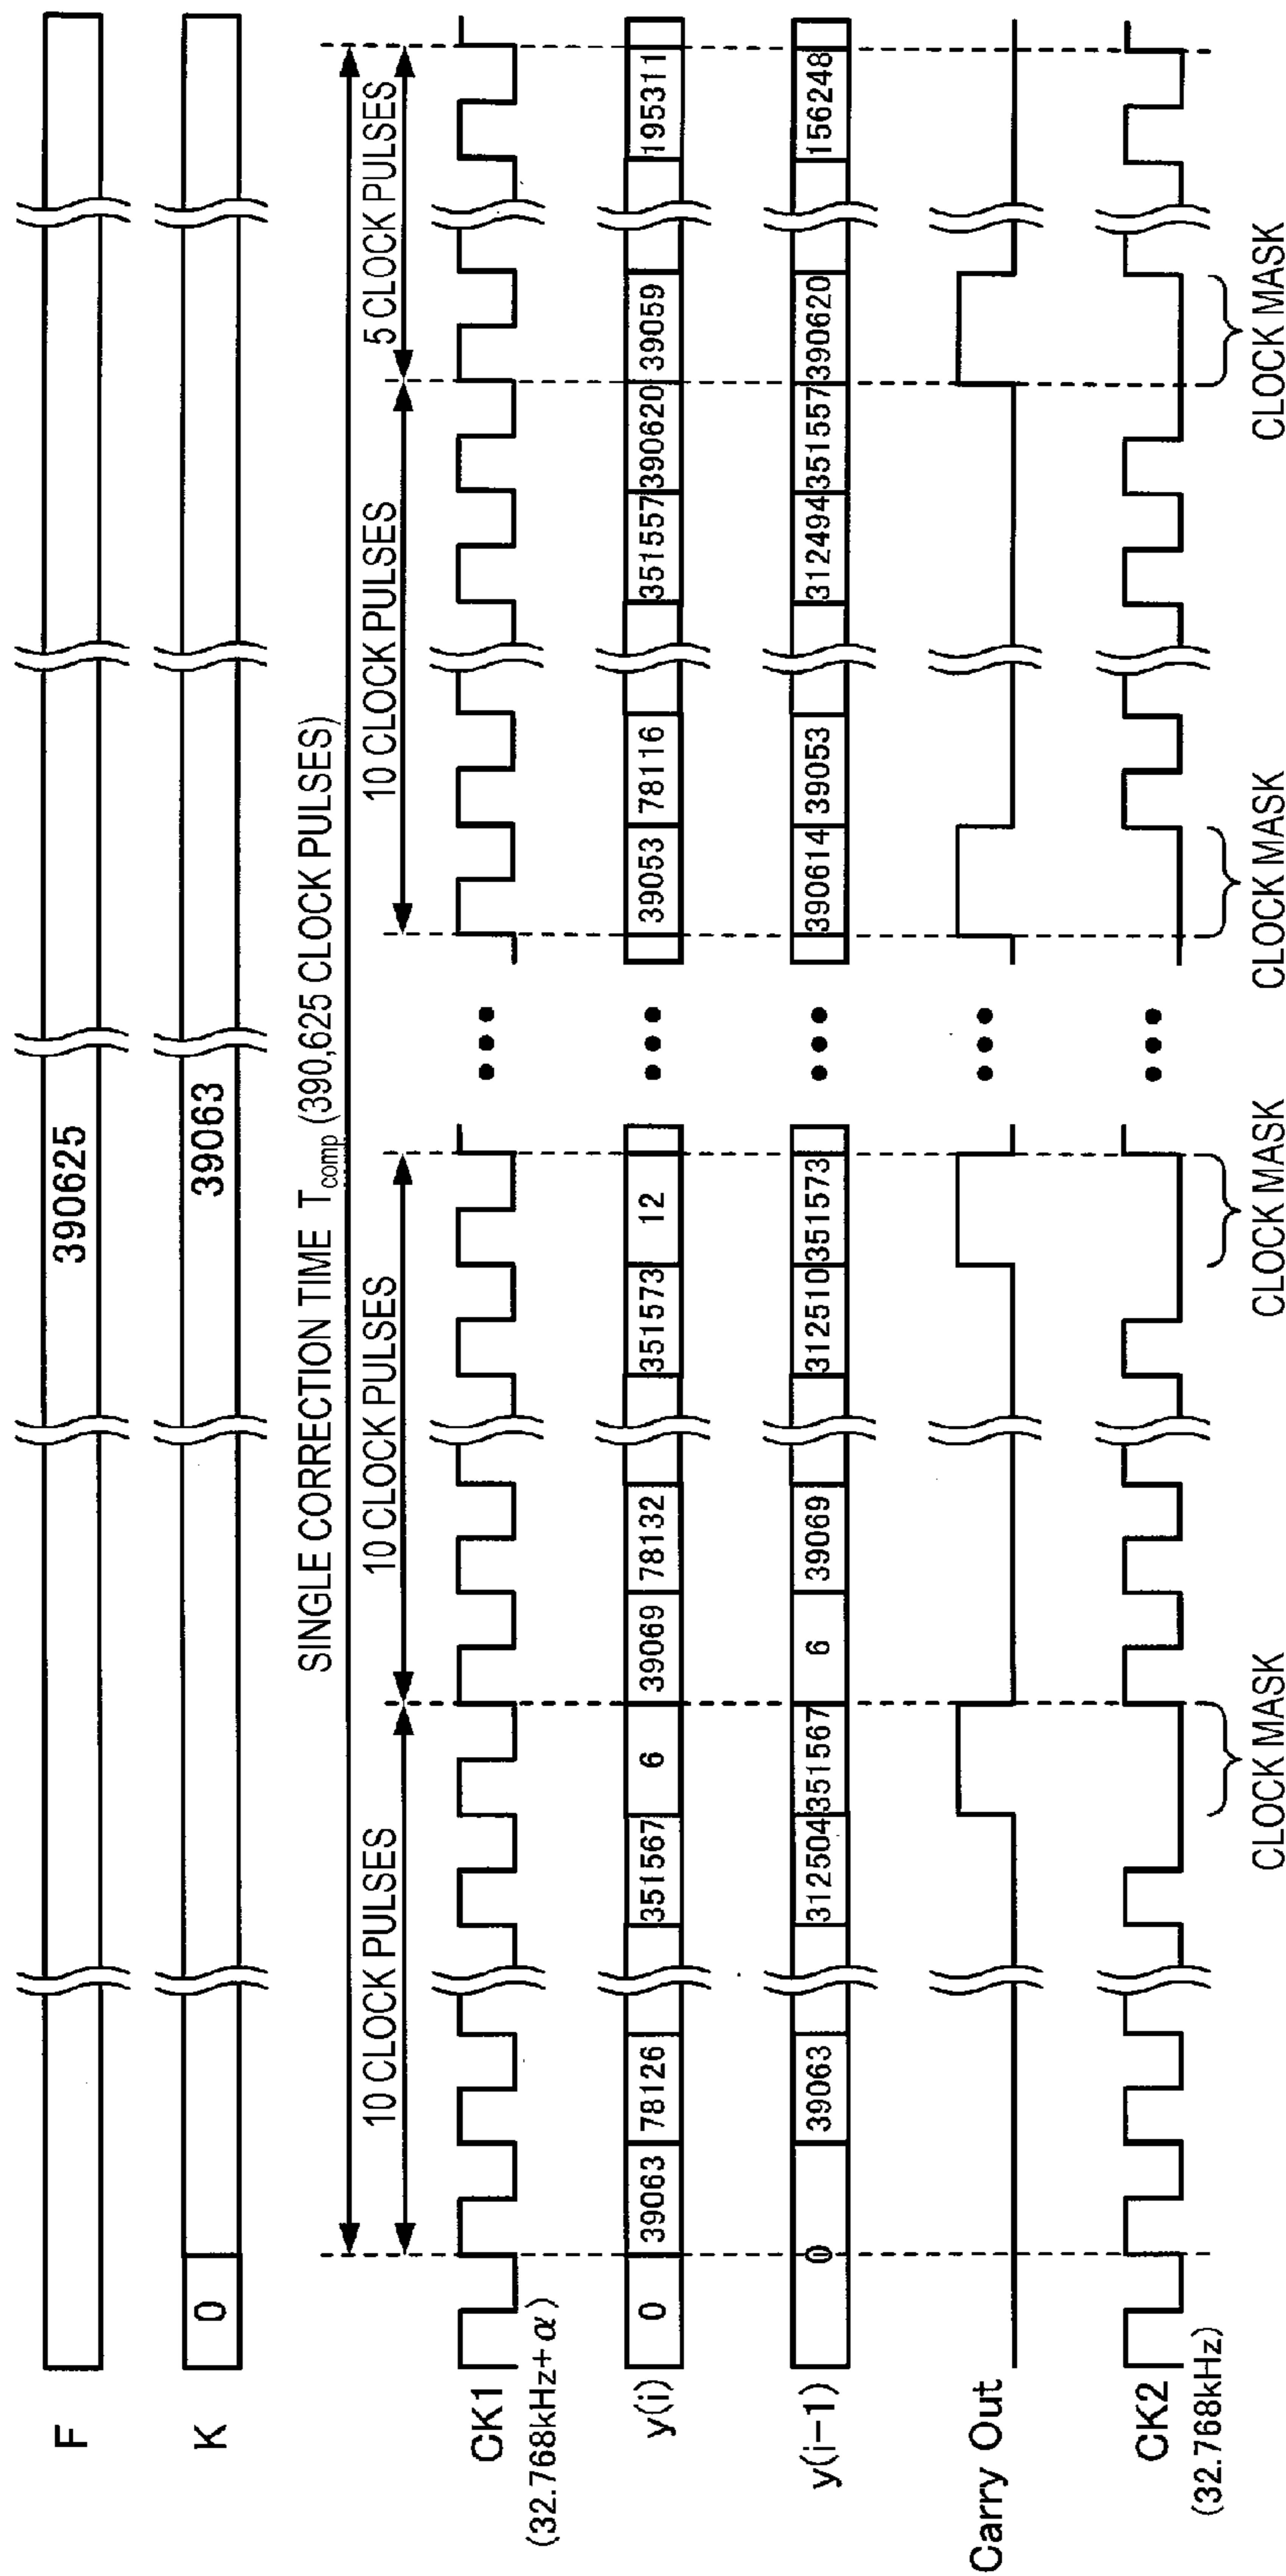 F
390625
K
0
39063
SINGLE CORRECTION TIME Tcomp (390,625 CLOCK PULSES)
10 CLOCK PULSES
10 CLOCK PULSES
10 CLOCK PULSES
5 CLOCK PULSES
CK1
(32.768kHz+α)
y(i)
0
39063
78126
351567
6
39069
78132
351573
12
39053
78116
351557
390620
39059
195311
y(i−1)
0
39063
312504
351567
6
39069
312510
351573
390614
39053
312494
351557
390620
156248
Carry Out
CK2
(32.768kHz)
CLOCK MASK
CLOCK MASK
CLOCK MASK
CLOCK MASK